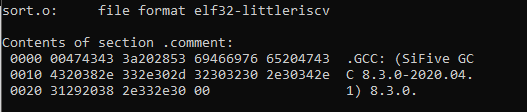 sort.o:     file format elf32-littleriscv
Contents of section .comment:
 0000 00474343 3a202853 69466976 65204743  .GCC: (SiFive GC
 0010 4320382e 332e302d 32303230 2e30342e  C 8.3.0-2020.04.
 0020 31292038 2e332e30 00                 1) 8.3.0.